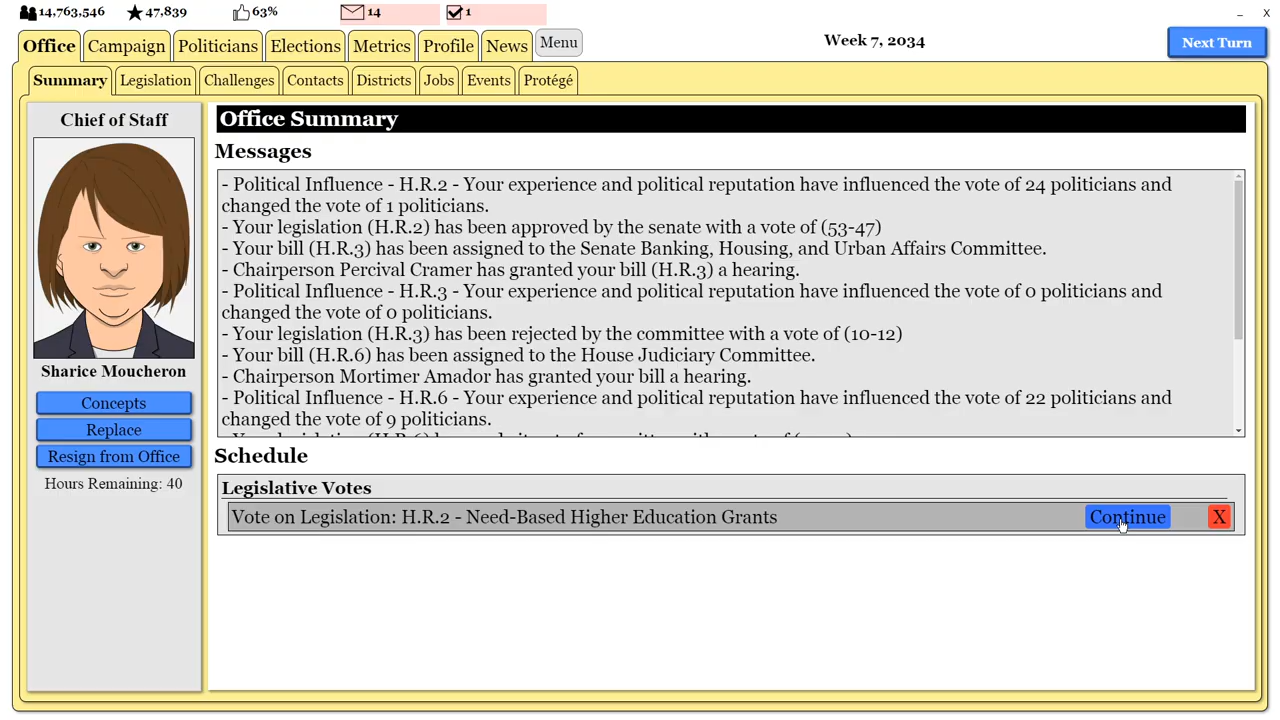 14,763,546 47,839 63% 14 1 _ X
Office Campaign Politicians Elections Metrics Profile News Menu Week 7, 2034 Next Turn
Summary Legislation Challenges Contacts Districts Jobs Events Protégé
Chief of Staff
Sharice Moucheron
Concepts
Replace
Resign from Office
Hours Remaining: 40
Office Summary
Messages
- Political Influence - H.R.2 - Your experience and political reputation have influenced the vote of 24 politicians and
changed the vote of 1 politicians.
- Your legislation (H.R.2) has been approved by the senate with a vote of (53-47)
- Your bill (H.R.3) has been assigned to the Senate Banking, Housing, and Urban Affairs Committee.
- Chairperson Percival Cramer has granted your bill (H.R.3) a hearing.
- Political Influence - H.R.3 - Your experience and political reputation have influenced the vote of 0 politicians and
changed the vote of 0 politicians.
- Your legislation (H.R.3) has been rejected by the committee with a vote of (10-12)
- Your bill (H.R.6) has been assigned to the House Judiciary Committee.
- Chairperson Mortimer Amador has granted your bill a hearing.
- Political Influence - H.R.6 - Your experience and political reputation have influenced the vote of 22 politicians and
changed the vote of 9 politicians.
Schedule
Legislative Votes
Vote on Legislation: H.R.2 - Need-Based Higher Education Grants Continue X